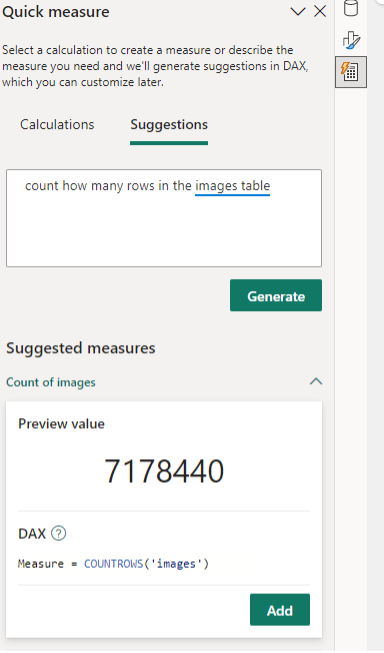 Quick measure
Select a calculation to create a measure or describe the
measure you need and we'll generate suggestions in DAX,
which you can customize later.
Calculations Suggestions
count how many rows in the images table
Generate
Suggested measures
Count of images
Preview value
7178440
DAX ?
Measure = COUNTROWS('images')
Add